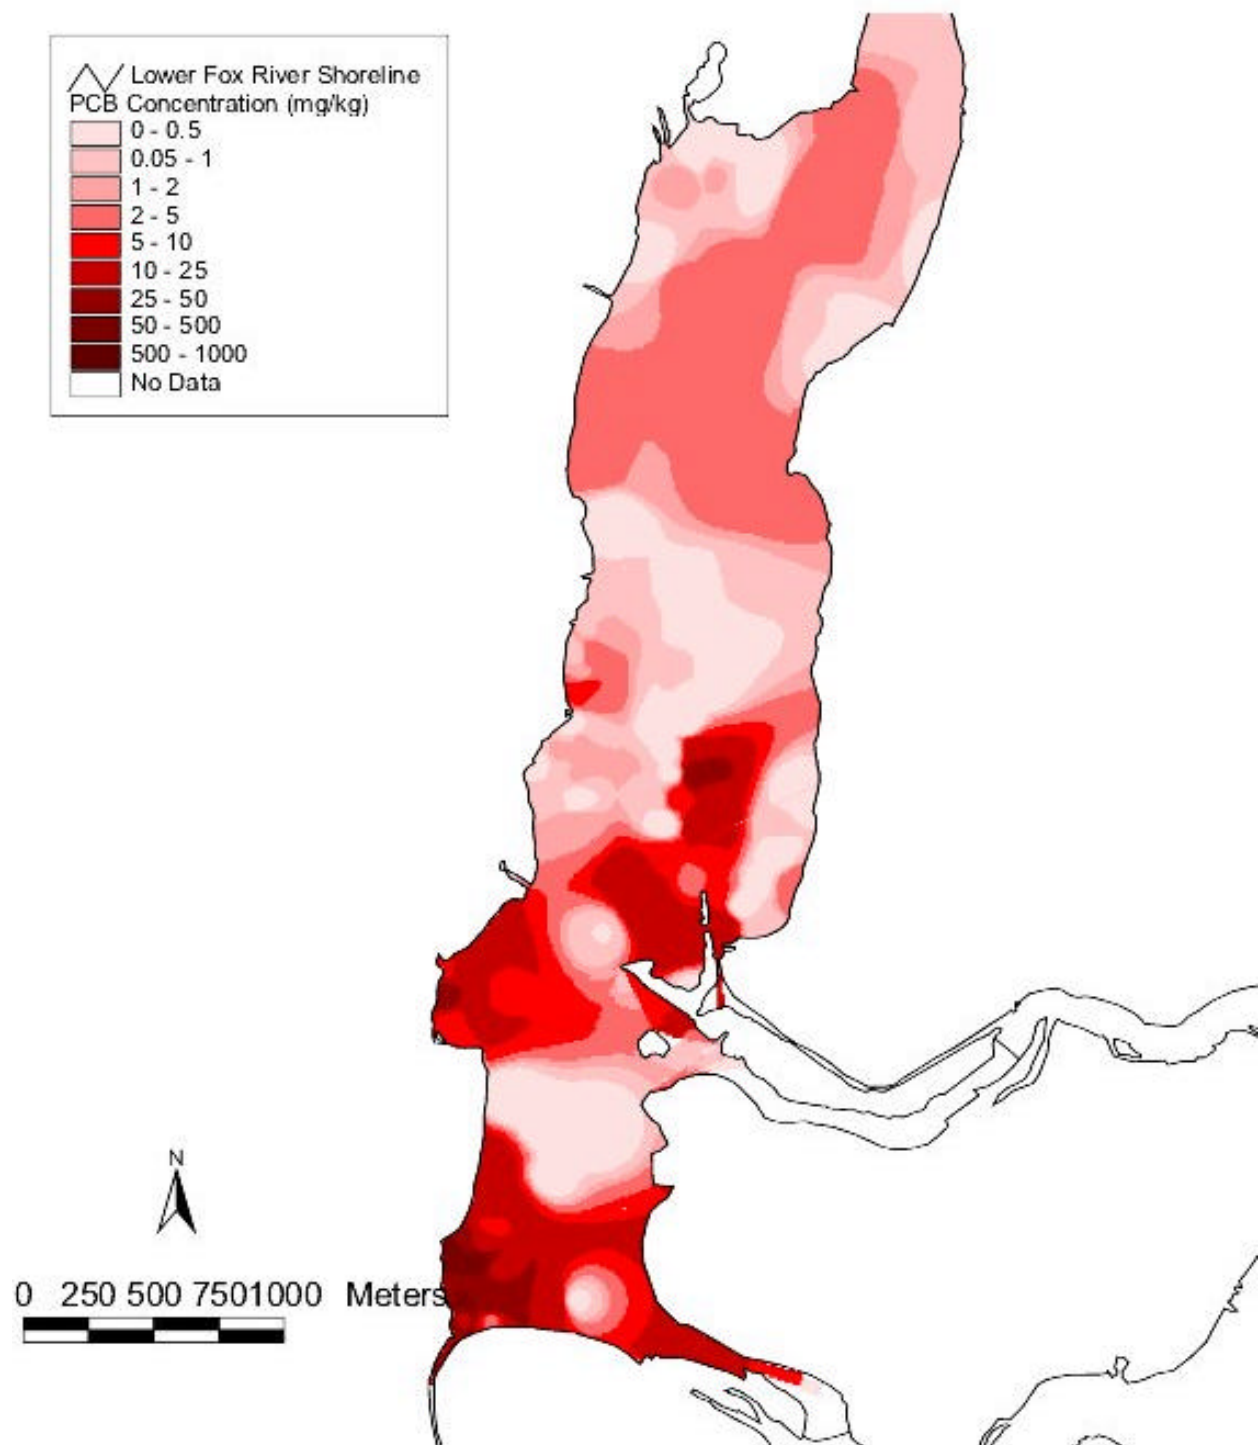 Lower Fox River Shoreline
PCB Concentration (mg/kg)
0 - 0.5
0.05 - 1
1 - 2
2 - 5
5 - 10
10 - 25
25 - 50
50 - 500
500 - 1000
No Data
N
0 250 500 7501000 Meters